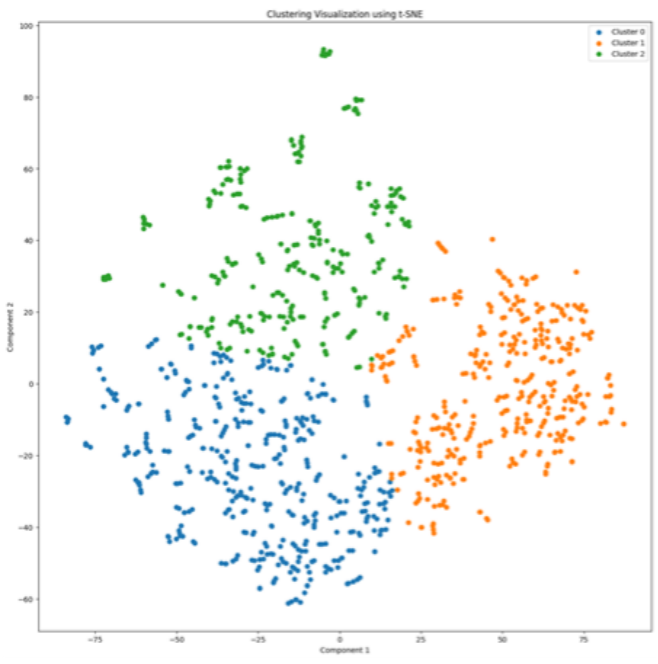 Clustering Visualization using t-SNE
Cluster 0
Cluster 1
Cluster 2
100
80
60
40
20
0
−20
−40
−60
Component 2
−75
−50
−25
0
25
50
75
Component 1